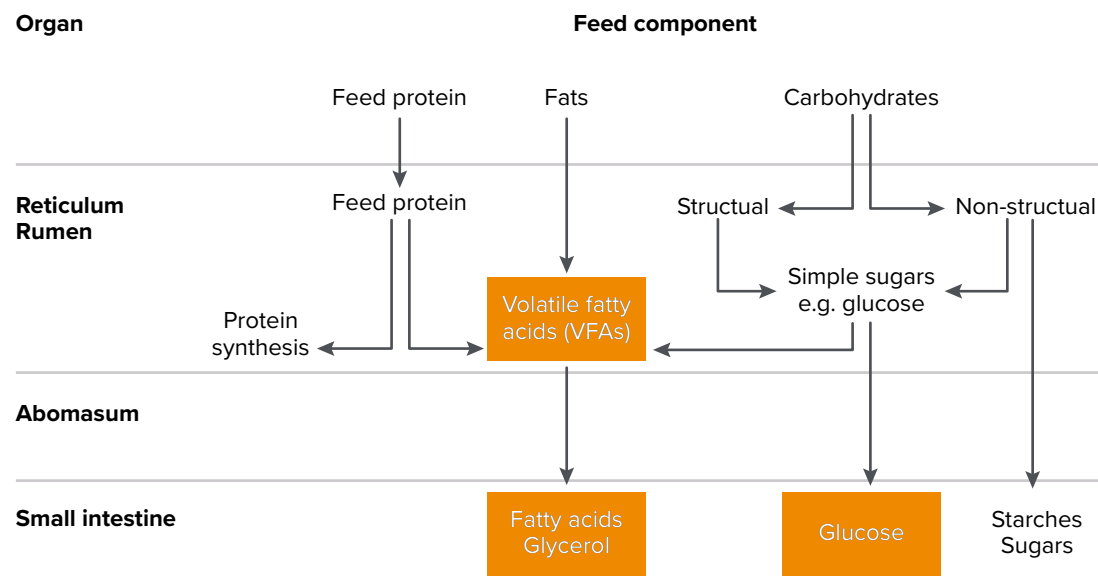 Organ
Feed component
Feed protein
Fats
Carbohydrates
Reticulum
Rumen
Feed protein
Structual
Non-structual
Simple sugars
e.g. glucose
Volatile fatty
acids (VFAs)
Protein
synthesis
Abomasum
Small intestine
Fatty acids
Glycerol
Glucose
Starches
Sugars